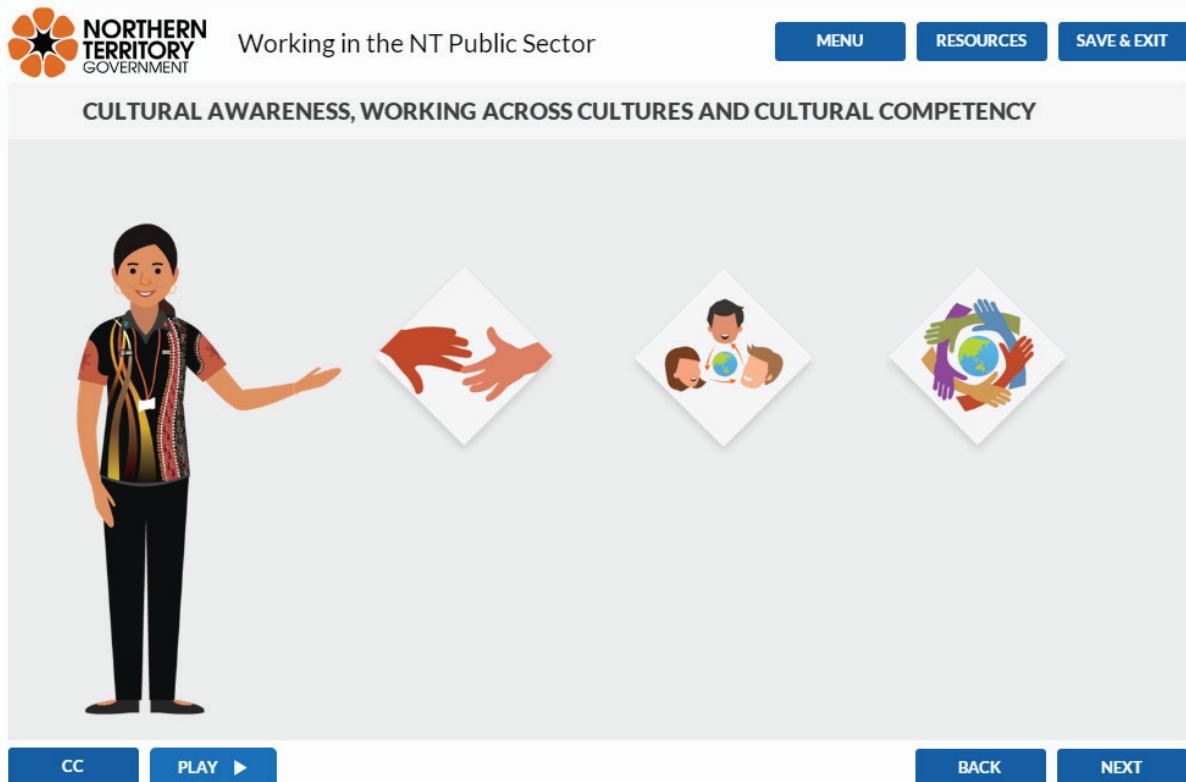 NORTHERN
TERRITORY
GOVERNMENT
Working in the NT Public Sector
MENU
RESOURCES
SAVE & EXIT
CULTURAL AWARENESS, WORKING ACROSS CULTURES AND CULTURAL COMPETENCY
CC
PLAY
BACK
NEXT